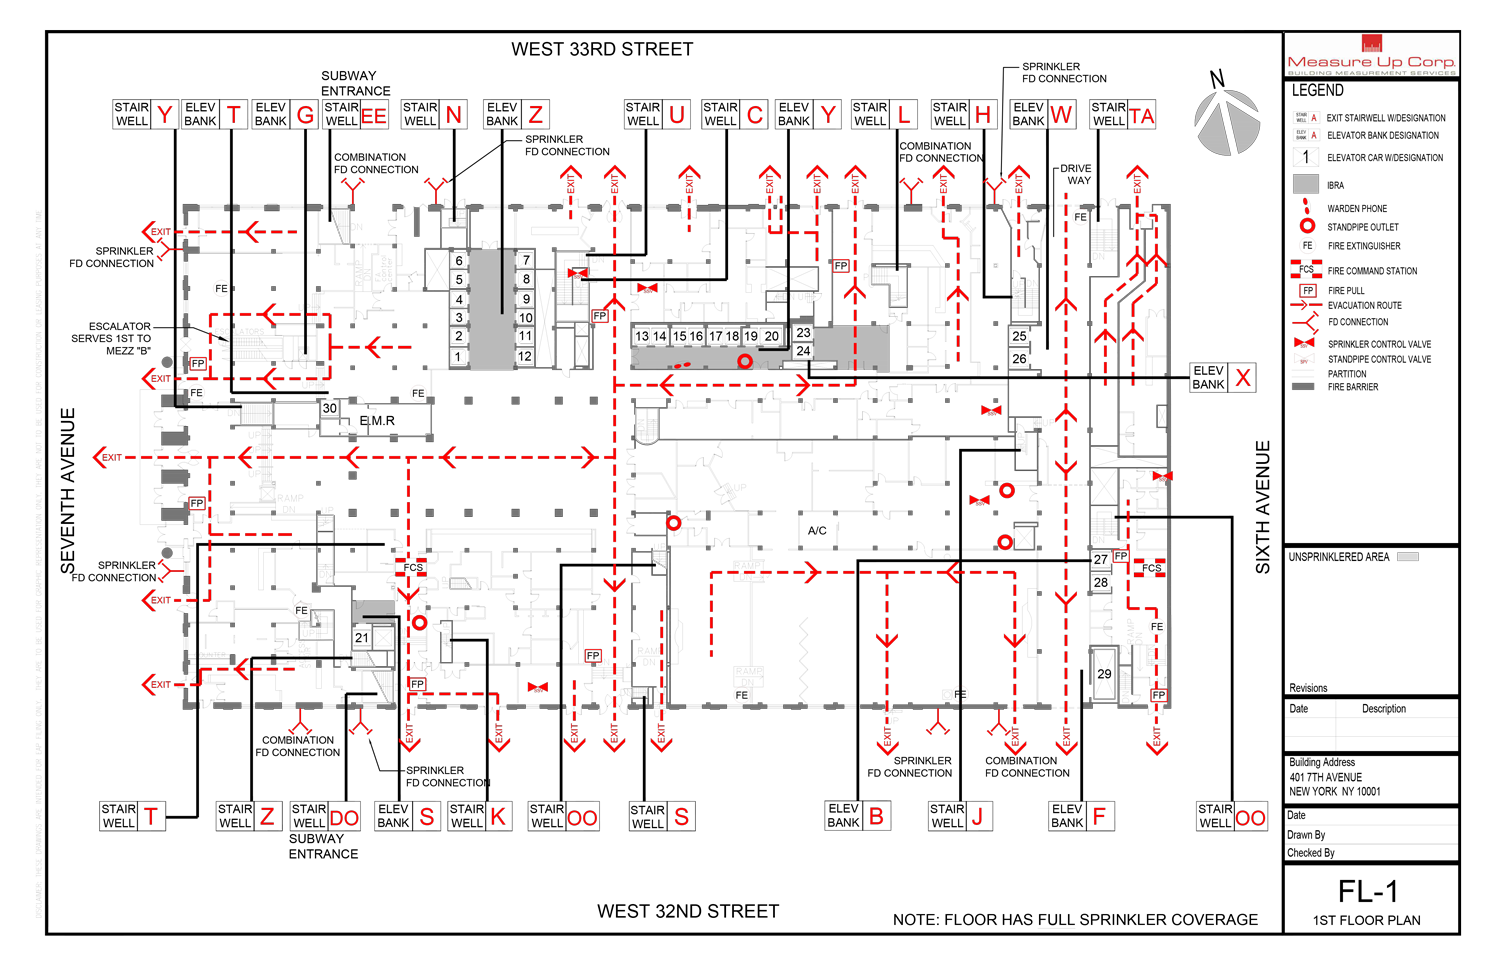 WEST 33RD STREET
SUBWAY
ENTRANCE
SPRINKLER
FD CONNECTION
N
STAIR
WELL Y
ELEV
BANK T
ELEV
BANK G
STAIR
WELL EE
STAIR
WELL N
ELEV
BANK Z
STAIR
WELL U
STAIR
WELL C
ELEV
BANK Y
STAIR
WELL L
STAIR
WELL H
ELEV
BANK W
STAIR
WELL TA
SPRINKLER
FD CONNECTION
COMBINATION
FD CONNECTION
COMBINATION
FD CONNECTION
DRIVE
WAY
EXIT EXIT EXIT EXIT EXIT EXIT EXIT EXIT EXIT
EXIT
SPRINKLER
FD CONNECTION
FE
FE
DN
6 7
5 8
4 9
3 10
2 11
1 12
FP
FP
13 14 15 16 17 18 19 20
23
24
25
26
ESCALATOR
SERVES 1ST TO
MEZZ "B"
ESCALATORS
FP
EXIT
FE
FE
30
E.M.R
ELEV
BANK X
SEVENTH AVENUE
SIXTH AVENUE
EXIT
UP
RAMP
DN
FP
A/C
SPRINKLER
FD CONNECTION
FCS
EXIT
FE
21
27
28
FP
FCS
RAMP
DN
FE
29
FP
FP
FP
RAMP
DN
RAMP
DN
FE
FE
EXIT
EXIT EXIT EXIT EXIT EXIT EXIT EXIT EXIT EXIT
COMBINATION
FD CONNECTION
SPRINKLER
FD CONNECTION
SPRINKLER
FD CONNECTION
COMBINATION
FD CONNECTION
STAIR
WELL T
STAIR
WELL Z
STAIR
WELL DO
ELEV
BANK S
STAIR
WELL K
STAIR
WELL OO
STAIR
WELL S
ELEV
BANK B
STAIR
WELL J
ELEV
BANK F
STAIR
WELL OO
SUBWAY
ENTRANCE
WEST 32ND STREET
NOTE: FLOOR HAS FULL SPRINKLER COVERAGE
Measure Up Corp.
BUILDING MEASUREMENT SERVICES
LEGEND
STAIR
WELL A EXIT STAIRWELL W/DESIGNATION
ELEV
BANK A ELEVATOR BANK DESIGNATION
1 ELEVATOR CAR W/DESIGNATION
IBRA
WARDEN PHONE
STANDPIPE OUTLET
FE FIRE EXTINGUISHER
FCS FIRE COMMAND STATION
FP FIRE PULL
EVACUATION ROUTE
FD CONNECTION
SPRINKLER CONTROL VALVE
STANDPIPE CONTROL VALVE
PARTITION
FIRE BARRIER
UNSPRINKLERED AREA
Revisions
Date Description
Building Address
401 7TH AVENUE
NEW YORK NY 10001
Date
Drawn By
Checked By
FL-1
1ST FLOOR PLAN